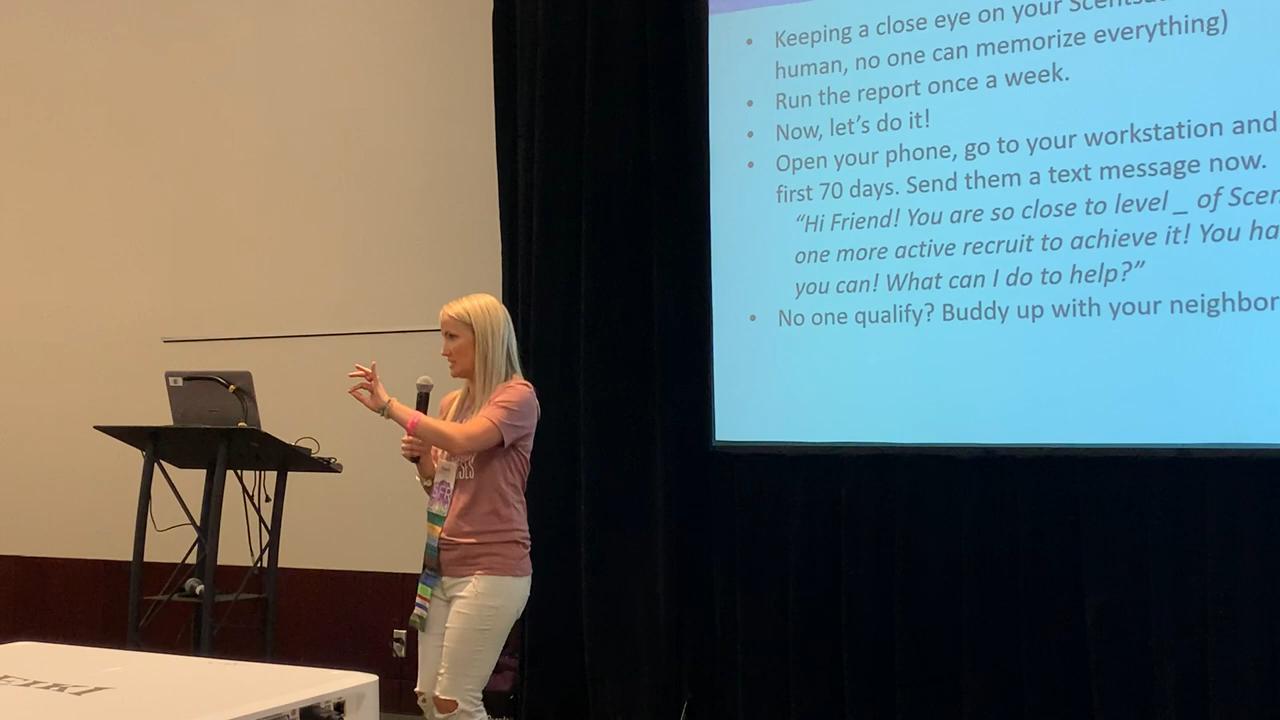 Keeping a close eye on your
human, no one can memorize everything)
Run the report once a week.
Now, let's do it!
Open your phone, go to your workstation and
first 70 days. Send them a text message now.
"Hi Friend! You are so close to level _ of
one more active recruit to achieve it! You
you can! What can I do to help?"
No one qualify? Buddy up with your neighbor
EIKI